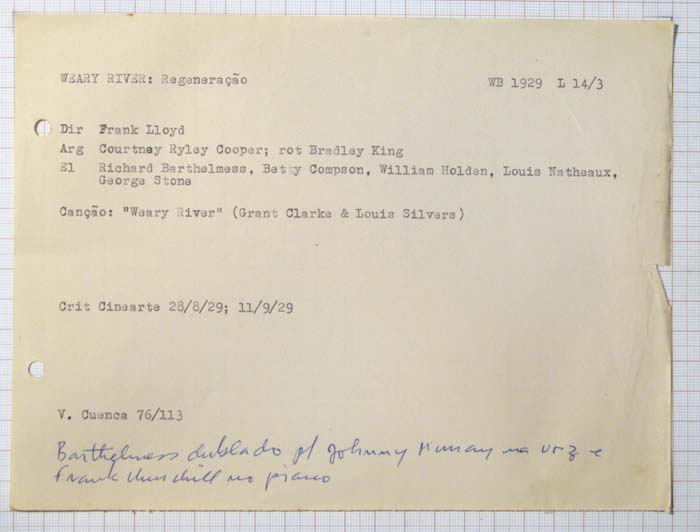 WEARY RIVER: Regeneração WB 1929 L 14/3
Dir Frank Lloyd
Arg Courtney Ryley Cooper; rot Bradley King
El Richard Barthelmess, Betty Compson, William Holden, Louis Natheaux,
George Stone
Canção: "Weary River" (Grant Clarke & Louis Silvers)
Crit Cinearte 28/8/29; 11/9/29
V. Cuenca 76/113
Barthelmess dublado p/ Johnny Murray na voz e
Frank Churchill no piano